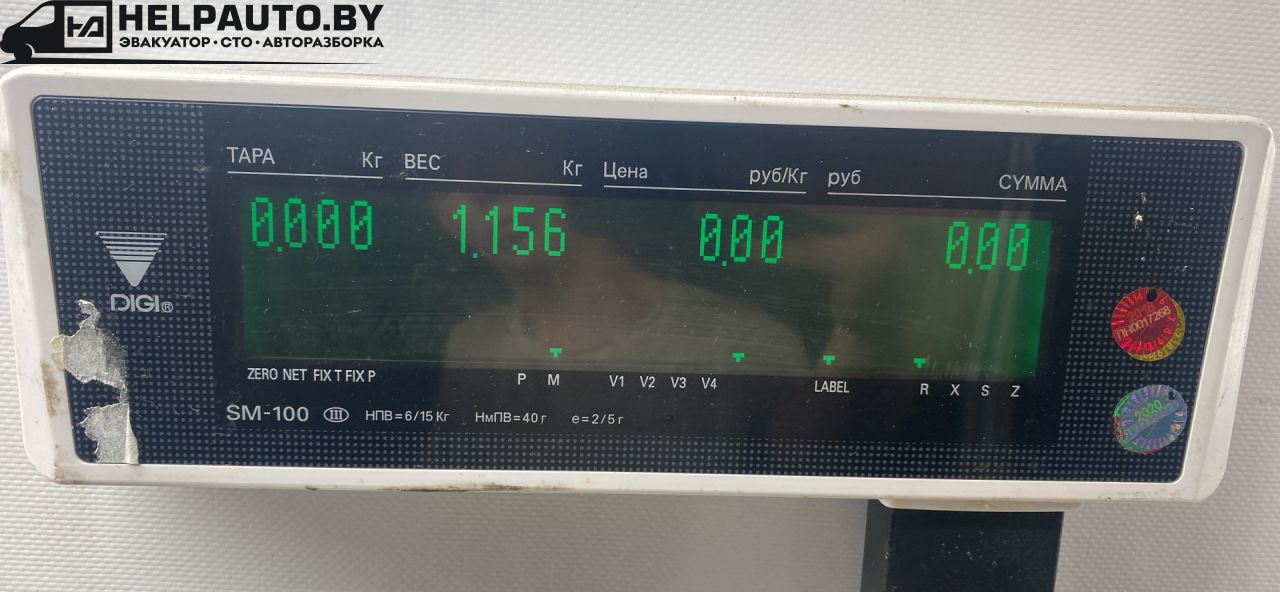 HELPAUTO.BY
ЭВАКУАТОР · СТО · АВТОРАЗБОРКА
ТАРА Кг ВЕС Кг Цена руб/Кг руб СУММА
0.000 1.156 0.00 0.00
DIGI®
ZERO NET FIX T FIX P P M V1 V2 V3 V4 LABEL R X S Z
SM-100 III НПВ=6/15 Кг НмПВ=40 г e=2/5 г
ПН0017268
2020